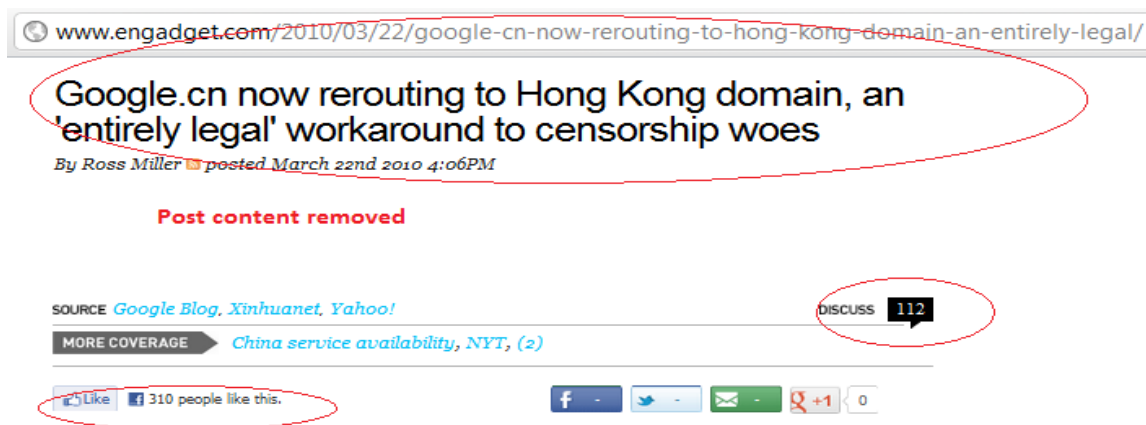 www.engadget.com/2010/03/22/google-cn-now-rerouting-to-hong-kong-domain-an-entirely-legal/
Google.cn now rerouting to Hong Kong domain, an
'entirely legal' workaround to censorship woes
By Ross Miller posted March 22nd 2010 4:06PM
Post content removed
SOURCE Google Blog, Xinhuanet, Yahoo! DISCUSS 112
MORE COVERAGE China service availability, NYT, (2)
Like f 310 people like this. f - - - g +1 0